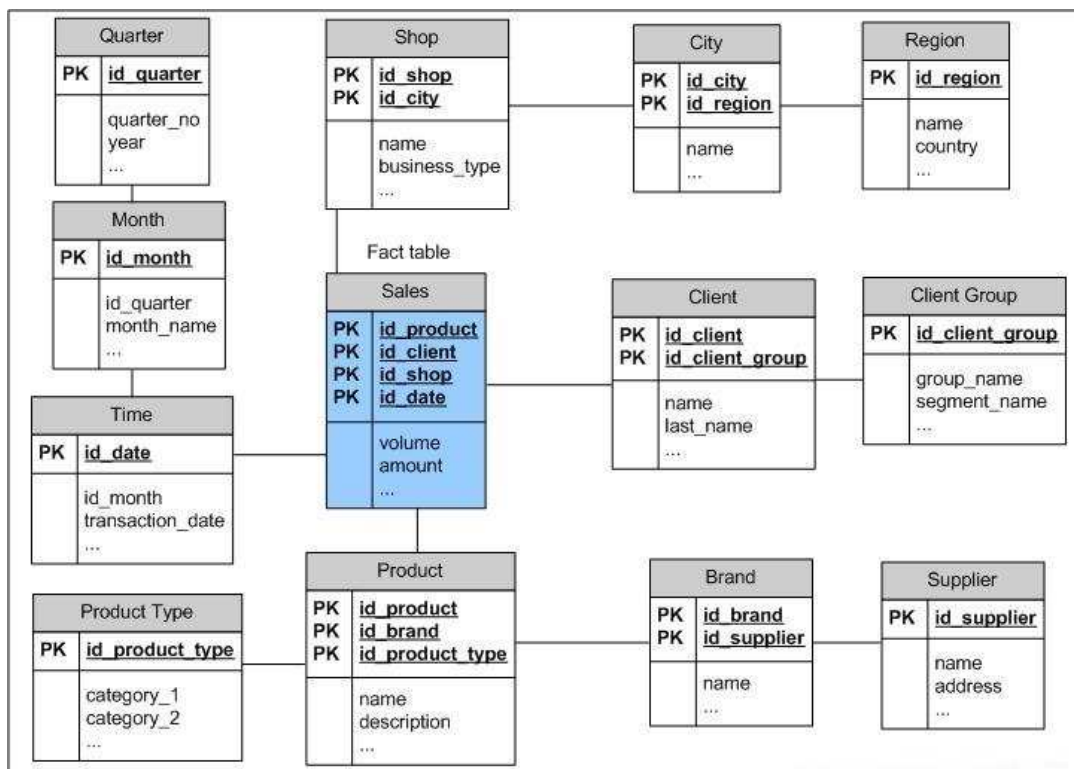 Quarter
PK id_quarter
quarter_no
year
...
Shop
PK id_shop
PK id_city
name
business_type
...
City
PK id_city
PK id_region
name
...
Region
PK id_region
name
country
...
Month
PK id_month
id_quarter
month_name
...
Fact table
Sales
PK id_product
PK id_client
PK id_shop
PK id_date
volume
amount
...
Client
PK id_client
PK id_client_group
name
last_name
...
Client Group
PK id_client_group
group_name
segment_name
...
Time
PK id_date
id_month
transaction_date
...
Product Type
PK id_product_type
category_1
category_2
...
Product
PK id_product
PK id_brand
PK id_product_type
name
description
...
Brand
PK id_brand
PK id_supplier
name
...
Supplier
PK id_supplier
name
address
...